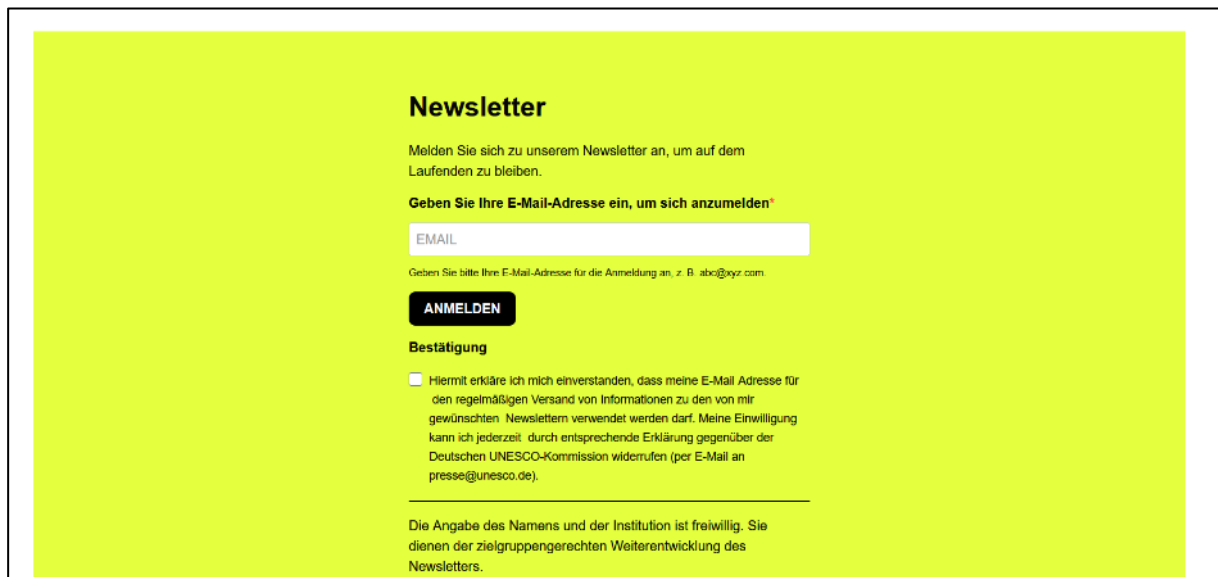 Newsletter
Melden Sie sich zu unserem Newsletter an, um auf dem
Laufenden zu bleiben.
Geben Sie Ihre E-Mail-Adresse ein, um sich anzumelden*
EMAIL
Geben Sie bitte Ihre E-Mail-Adresse für die Anmeldung an, z. B. abc@xyz.com.
ANMELDEN
Bestätigung
Hiermit erkläre ich mich einverstanden, dass meine E-Mail Adresse für
den regelmäßigen Versand von Informationen zu den von mir
gewünschten Newslettern verwendet werden darf. Meine Einwilligung
kann ich jederzeit durch entsprechende Erklärung gegenüber der
Deutschen UNESCO-Kommission widerrufen (per E-Mail an
presse@unesco.de).
Die Angabe des Namens und der Institution ist freiwillig. Sie
dienen der zielgruppengerechten Weiterentwicklung des
Newsletters.